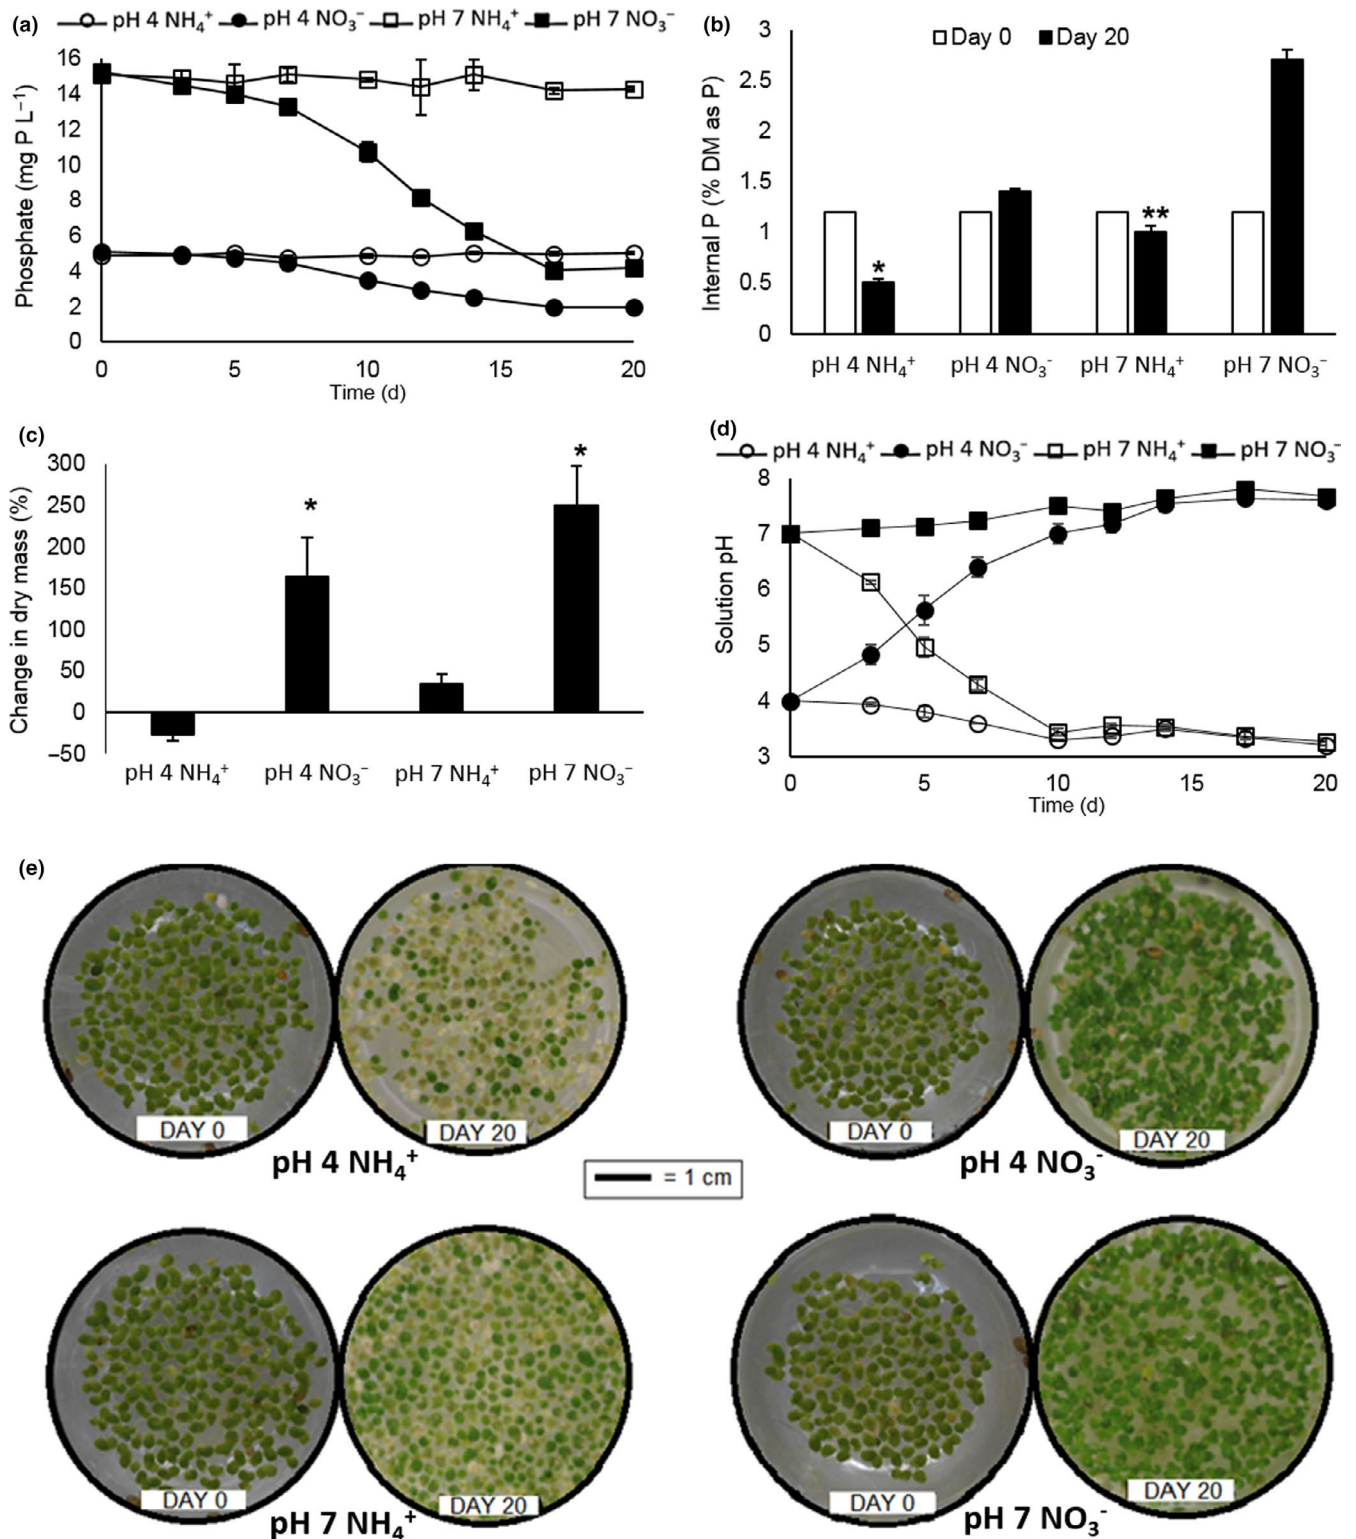 (a)
pH 4 NH₄⁺ pH 4 NO₃⁻ pH 7 NH₄⁺ pH 7 NO₃⁻
Phosphate (mg P L⁻¹)
16
14
12
10
8
6
4
2
0
0 5 10 15 20
Time (d)
(b)
Day 0 Day 20
Internal P (% DM as P)
3
2.5
2
1.5
1
0.5
0
* **
pH 4 NH₄⁺ pH 4 NO₃⁻ pH 7 NH₄⁺ pH 7 NO₃⁻
(c)
Change in dry mass (%)
300
250
200
150
100
50
0
−50
* *
pH 4 NH₄⁺ pH 4 NO₃⁻ pH 7 NH₄⁺ pH 7 NO₃⁻
(d)
pH 4 NH₄⁺ pH 4 NO₃⁻ pH 7 NH₄⁺ pH 7 NO₃⁻
Solution pH
8
7
6
5
4
3
0 5 10 15 20
Time (d)
(e)
DAY 0 DAY 20
pH 4 NH₄⁺
DAY 0 DAY 20
pH 4 NO₃⁻
= 1 cm
DAY 0 DAY 20
pH 7 NH₄⁺
DAY 0 DAY 20
pH 7 NO₃⁻